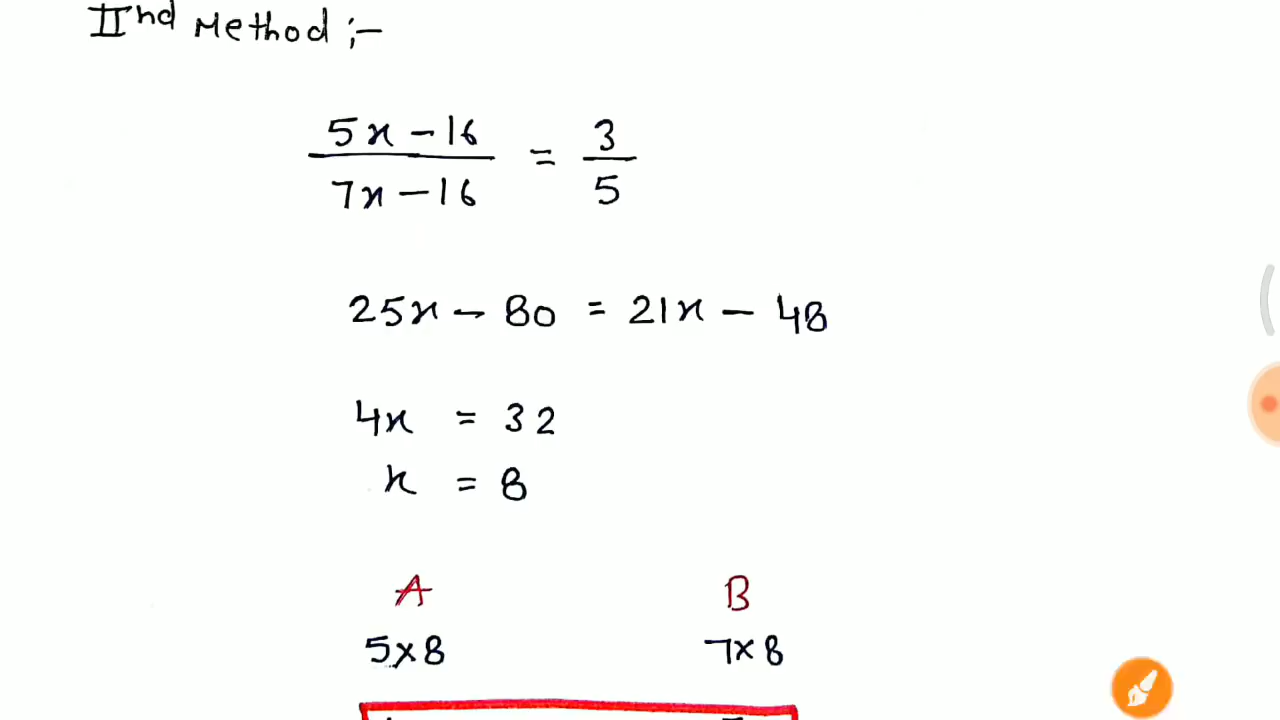 IInd Method :-
5x - 16 / 7x - 16 = 3 / 5
25x - 80 = 21x - 48
4x = 32
x = 8
A B
5x8 7x8